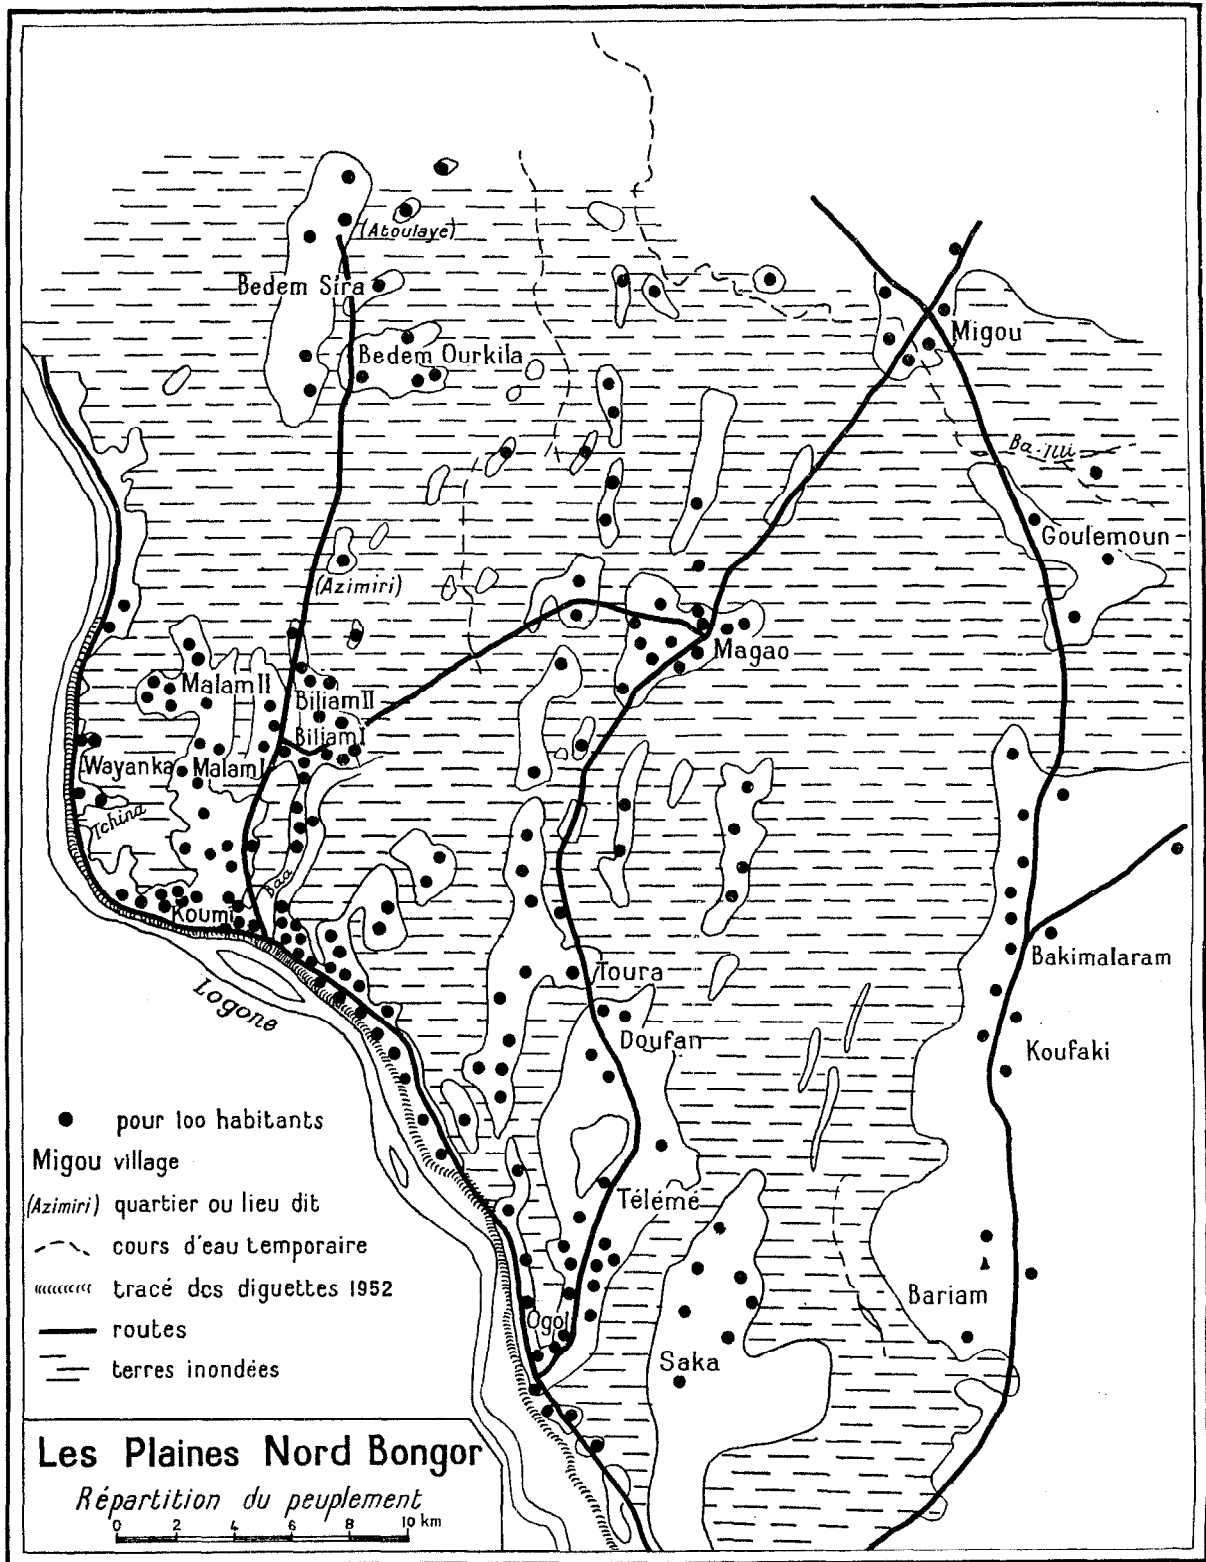 (Atoulaye)
Bedem Sira
Bedem Ourkila
Migou
Ba-Illi
Goulemoun
(Azimiri)
Magao
Malam II
Biliam II
Biliam I
Wayanka
Malam I
Tchina
Baa
Koumi
Bakimalaram
Toura
Logone
Doufan
Koufaki
pour 100 habitants
Migou village
(Azimiri) quartier ou lieu dit
Télémé
cours d'eau temporaire
tracé des diguettes 1952
Bariam
routes
Ogol
terres inondées
Saka
Les Plaines Nord Bongor
Répartition du peuplement
0 2 4 6 8 10 km